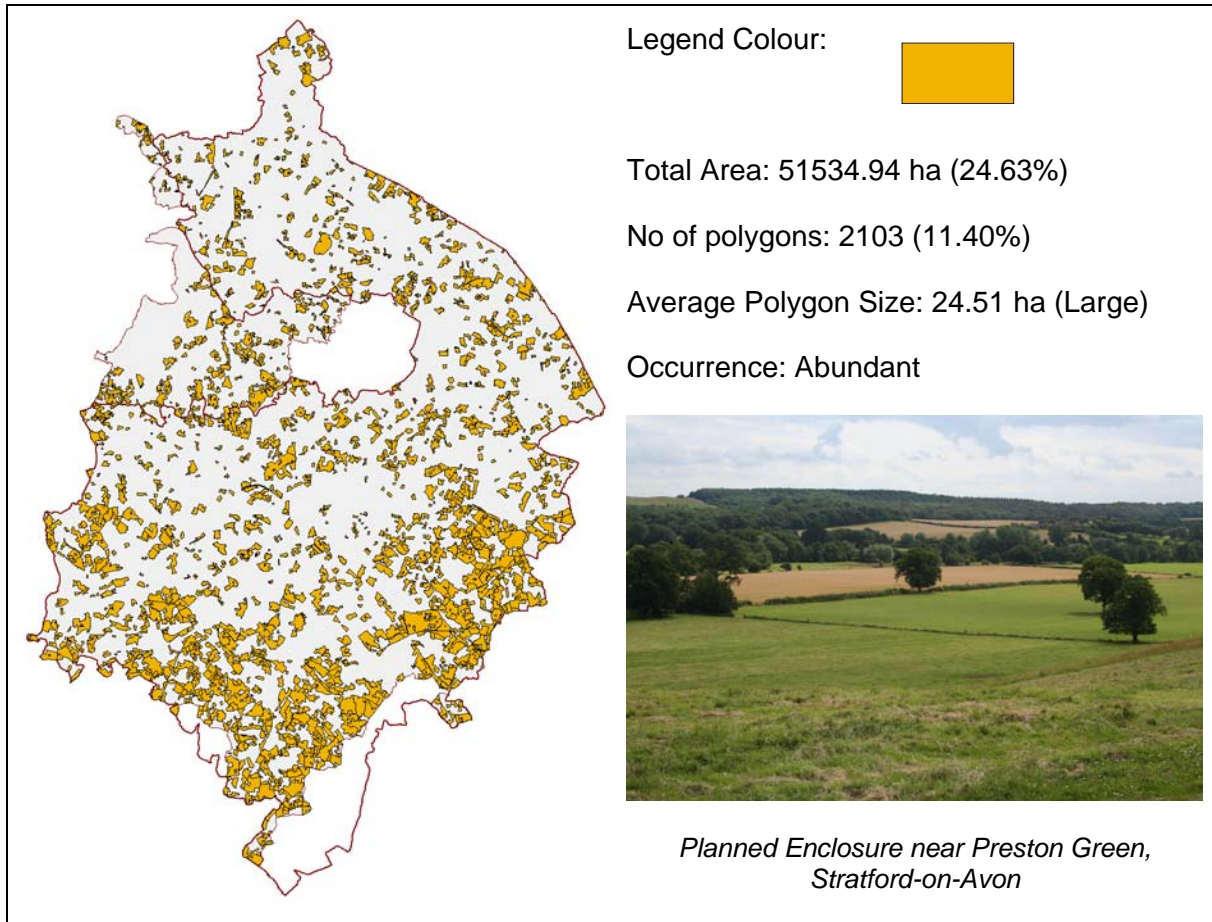 Legend Colour:
Total Area: 51534.94 ha (24.63%)
No of polygons: 2103 (11.40%)
Average Polygon Size: 24.51 ha (Large)
Occurrence: Abundant
Planned Enclosure near Preston Green,
Stratford-on-Avon